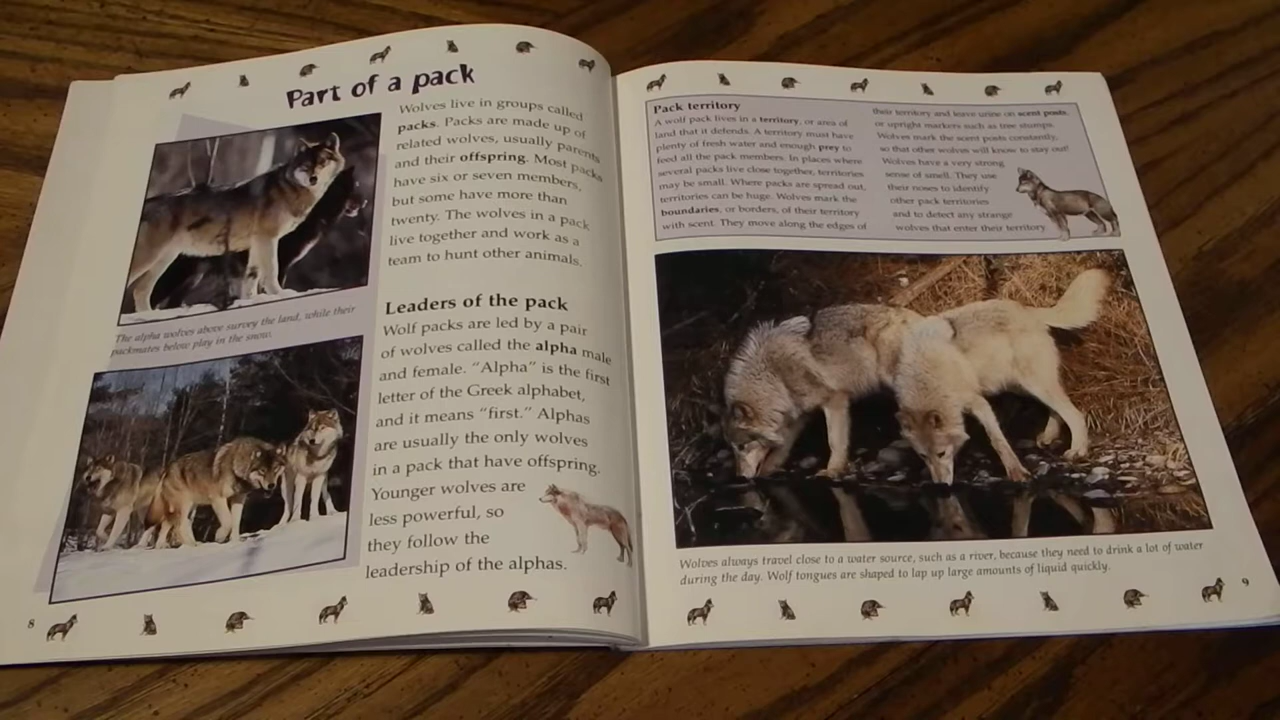 Part of a pack
Wolves live in groups called
packs. Packs are made up of
related wolves, usually parents
and their offspring. Most packs
have six or seven members,
but some have more than
twenty. The wolves in a pack
live together and work as a
team to hunt other animals.
The alpha wolves above survey the land, while their
packmates below play in the snow.
Leaders of the pack
Wolf packs are led by a pair
of wolves called the alpha male
and female. "Alpha" is the first
letter of the Greek alphabet,
and it means "first." Alphas
are usually the only wolves
in a pack that have offspring.
Younger wolves are
less powerful, so
they follow the
leadership of the alphas.
8
Pack territory
A wolf pack lives in a territory, or area of
land that it defends. A territory must have
plenty of fresh water and enough prey to
feed all the pack members. In places where
several packs live close together, territories
may be small. Where packs are spread out,
territories can be huge. Wolves mark the
boundaries, or borders, of their territory
with scent. They move along the edges of
their territory and leave urine on scent posts,
or upright markers such as tree stumps.
Wolves mark the scent posts constantly,
so that other wolves will know to stay out!
Wolves have a very strong
sense of smell. They use
their noses to identify
other pack territories
and to detect any strange
wolves that enter their territory.
Wolves always travel close to a water source, such as a river, because they need to drink a lot of water
during the day. Wolf tongues are shaped to lap up large amounts of liquid quickly.
9